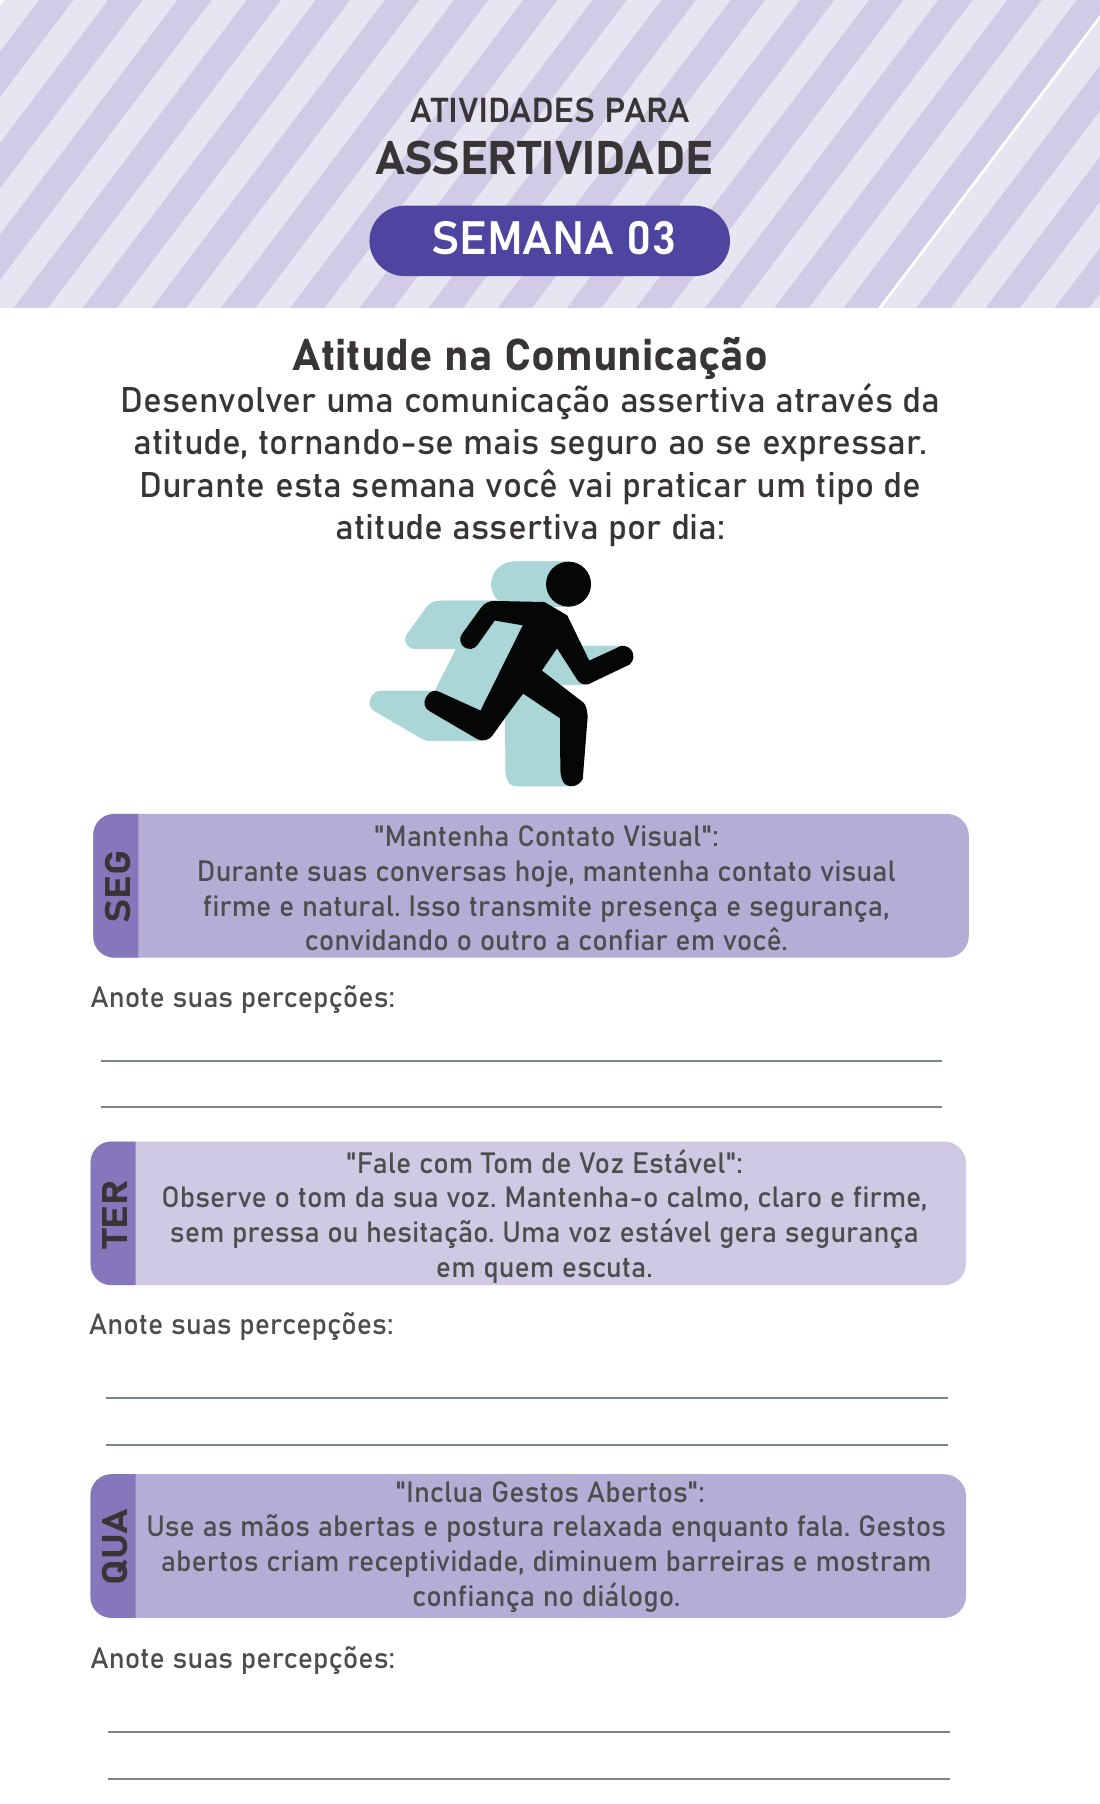 ATIVIDADES PARA
ASSERTIVIDADE
SEMANA 03
Atitude na Comunicação
Desenvolver uma comunicação assertiva através da
atitude, tornando-se mais seguro ao se expressar.
Durante esta semana você vai praticar um tipo de
atitude assertiva por dia:
SEG
"Mantenha Contato Visual":
Durante suas conversas hoje, mantenha contato visual
firme e natural. Isso transmite presença e segurança,
convidando o outro a confiar em você.
Anote suas percepções:
TER
"Fale com Tom de Voz Estável":
Observe o tom da sua voz. Mantenha-o calmo, claro e firme,
sem pressa ou hesitação. Uma voz estável gera segurança
em quem escuta.
Anote suas percepções:
QUA
"Inclua Gestos Abertos":
Use as mãos abertas e postura relaxada enquanto fala. Gestos
abertos criam receptividade, diminuem barreiras e mostram
confiança no diálogo.
Anote suas percepções: